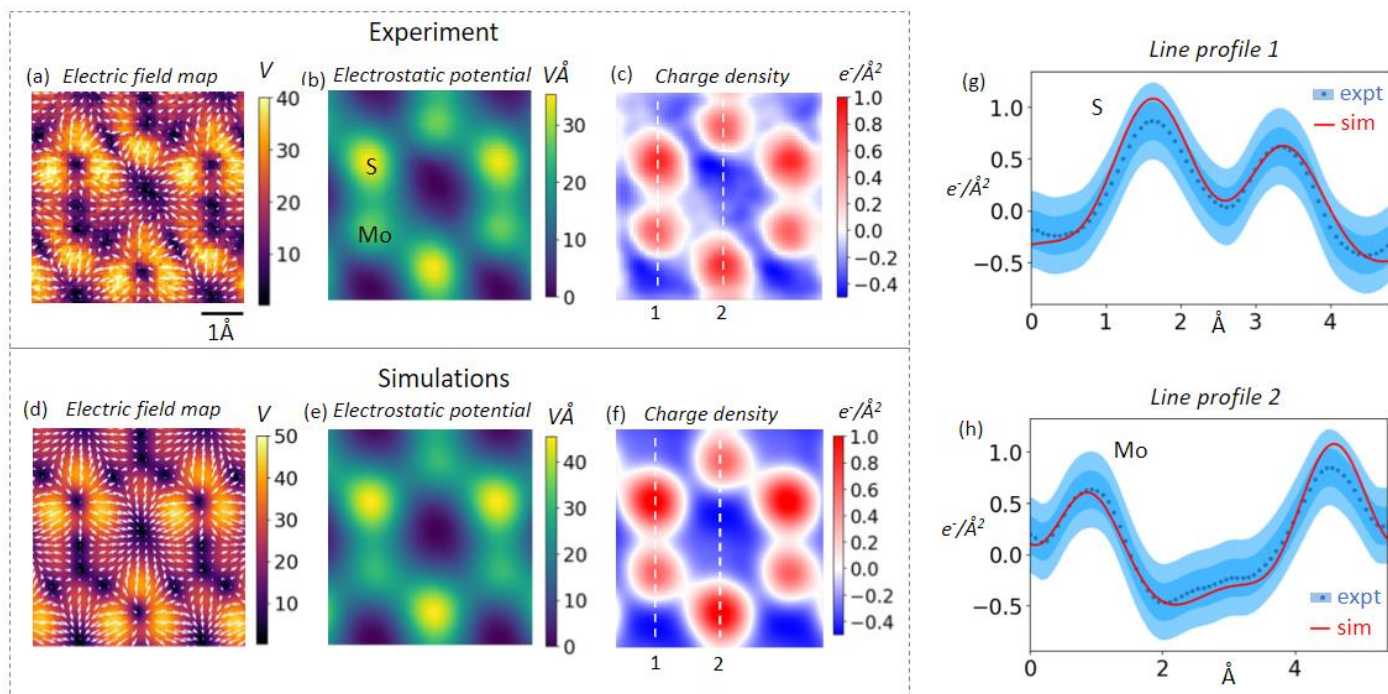 Experiment
(a) Electric field map V
40
30
20
10
1Å
(b) Electrostatic potential VÅ
S
Mo
30
20
10
0
(c) Charge density e⁻/Å²
1.0
0.8
0.6
0.4
0.2
0.0
−0.2
−0.4
1 2
Simulations
(d) Electric field map V
50
40
30
20
10
(e) Electrostatic potential VÅ
40
30
20
10
0
(f) Charge density e⁻/Å²
1.0
0.8
0.6
0.4
0.2
0.0
−0.2
−0.4
1 2
Line profile 1
(g)
S
expt
sim
1.0
0.5
e⁻/Å²
0.0
−0.5
0 1 2 Å 3 4
Line profile 2
(h)
Mo
1.0
0.5
e⁻/Å²
0.0
−0.5
expt
sim
0 2 Å 4